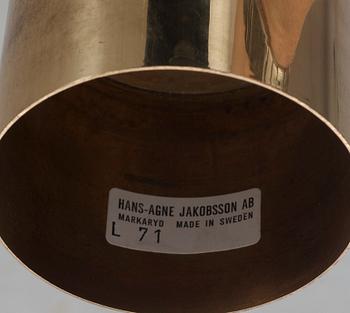 HANS-AGNE JAKOBSSON AB
MARKARYD MADE IN SWEDEN
L 71